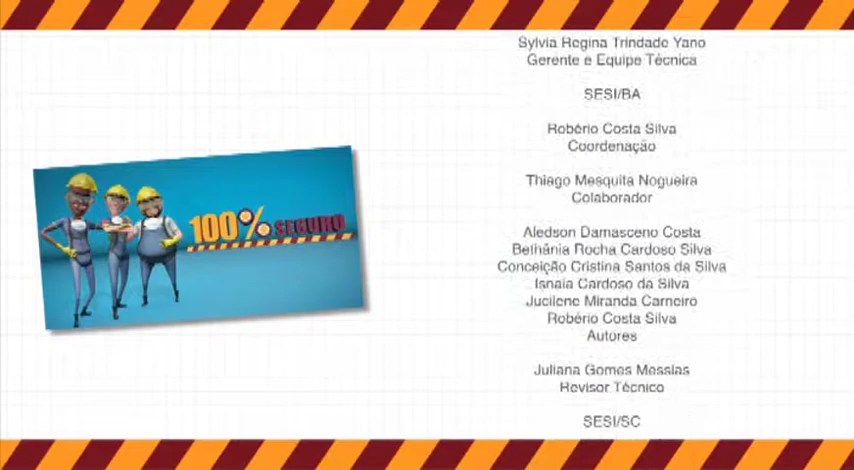 Sylvia Regina Trindade Yano
Gerente e Equipe Técnica
SESI/BA
Robério Costa Silva
Coordenação
Thiago Mesquita Nogueira
Colaborador
Aledson Damasceno Costa
Bethânia Rocha Cardoso Silva
Conceição Cristina Santos da Silva
Isnaia Cardoso da Silva
Jucilene Miranda Carneiro
Robério Costa Silva
Autores
Juliana Gomes Messias
Revisor Técnico
SESI/SC
100% SEGURO